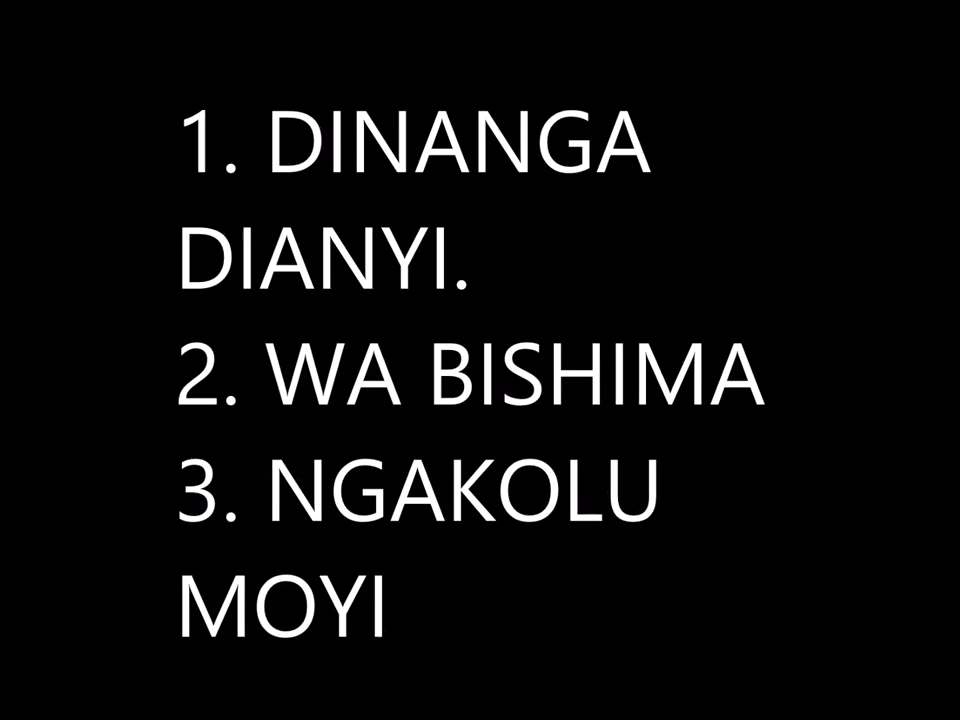 1. DINANGA
DIANYI.
2. WA BISHIMA
3. NGAKOLU
MOYI